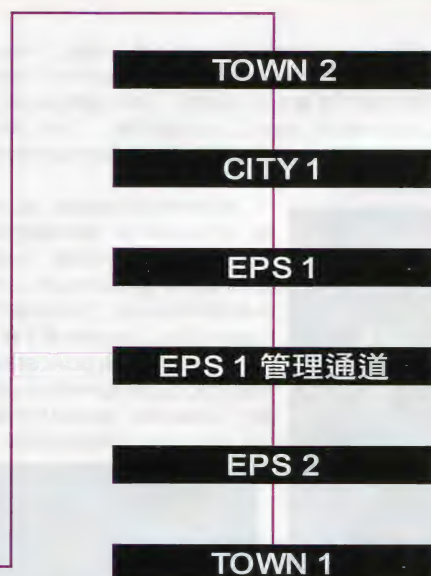 TOWN 2
CITY 1
EPS 1
EPS 1 管理通道
EPS 2
TOWN 1